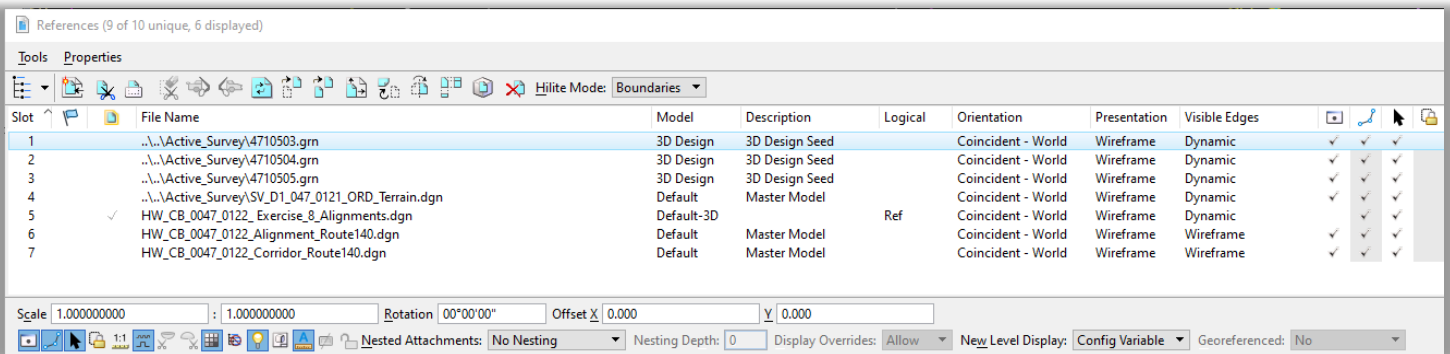 References (9 of 10 unique, 6 displayed)
Tools Properties
Hilite Mode: Boundaries
Slot File Name Model Description Logical Orientation Presentation Visible Edges
1 ..\..\Active_Survey\4710503.grn 3D Design 3D Design Seed Coincident - World Wireframe Dynamic
2 ..\..\Active_Survey\4710504.grn 3D Design 3D Design Seed Coincident - World Wireframe Dynamic
3 ..\..\Active_Survey\4710505.grn 3D Design 3D Design Seed Coincident - World Wireframe Dynamic
4 ..\..\Active_Survey\SV_D1_047_0121_ORD_Terrain.dgn Default Master Model Coincident - World Wireframe Dynamic
5 HW_CB_0047_0122_ Exercise_8_Alignments.dgn Default-3D Ref Coincident - World Wireframe Dynamic
6 HW_CB_0047_0122_Alignment_Route140.dgn Default Master Model Coincident - World Wireframe Wireframe
7 HW_CB_0047_0122_Corridor_Route140.dgn Default Master Model Coincident - World Wireframe Wireframe
Scale 1.000000000 : 1.000000000 Rotation 00°00'00" Offset X 0.000 Y 0.000
1:1 Nested Attachments: No Nesting Nesting Depth: 0 Display Overrides: Allow New Level Display: Config Variable Georeferenced: No